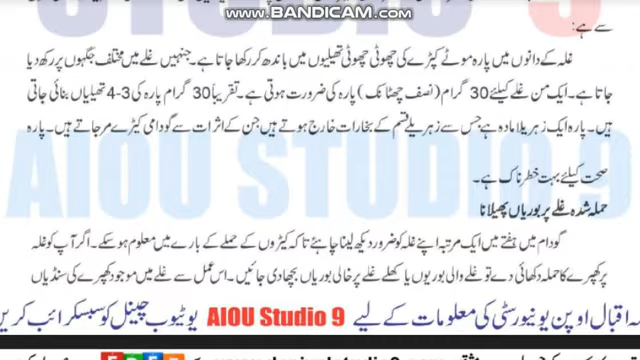 WWW.BANDICAM.COM
AIOU STUDIO 9
سے ہے:
غلہ کے دانوں میں پارہ موٹے کپڑے کی چھوٹی چھوٹی تھیلیوں میں باندھ کر رکھا جاتا ہے۔ جنہیں غلے میں مختلف جگہوں پر رکھ دیا
جاتا ہے۔ ایک من غلے کیلئے 30 گرام (نصف چھٹانک) پارہ کی ضرورت ہوتی ہے۔ تقریباً 30 گرام پارہ کی 3-4 تھیلیاں بنائی جاتی
ہیں۔ پارہ ایک زہریلا مادہ ہے جس سے زہریلے قسم کے بخارات خارج ہوتے ہیں جن کے اثرات سے گودامی کیڑے مر جاتے ہیں۔ پارہ
صحت کیلئے بہت خطرناک ہے۔
حملہ شدہ غلے پر بوریاں پھیلانا
گودام میں ہفتے میں ایک مرتبہ اپنے غلہ کو ضرور دیکھ لینا چاہئے تاکہ کیڑوں کے حملے کے بارے میں معلوم ہو سکے۔ اگر آپ کو غلہ
پر کھپرے کا حملہ دکھائی دے تو غلے والی بوریوں یا کھلے غلے پر خالی بوریاں بچھا دی جائیں۔ اس عمل سے غلے میں موجود کھپرے کی سنڈیاں
اقبال اوپن یونیورسٹی کی معلومات کے لیے AIOU Studio 9 یوٹیوب چینل کو سبسکرائب کریں